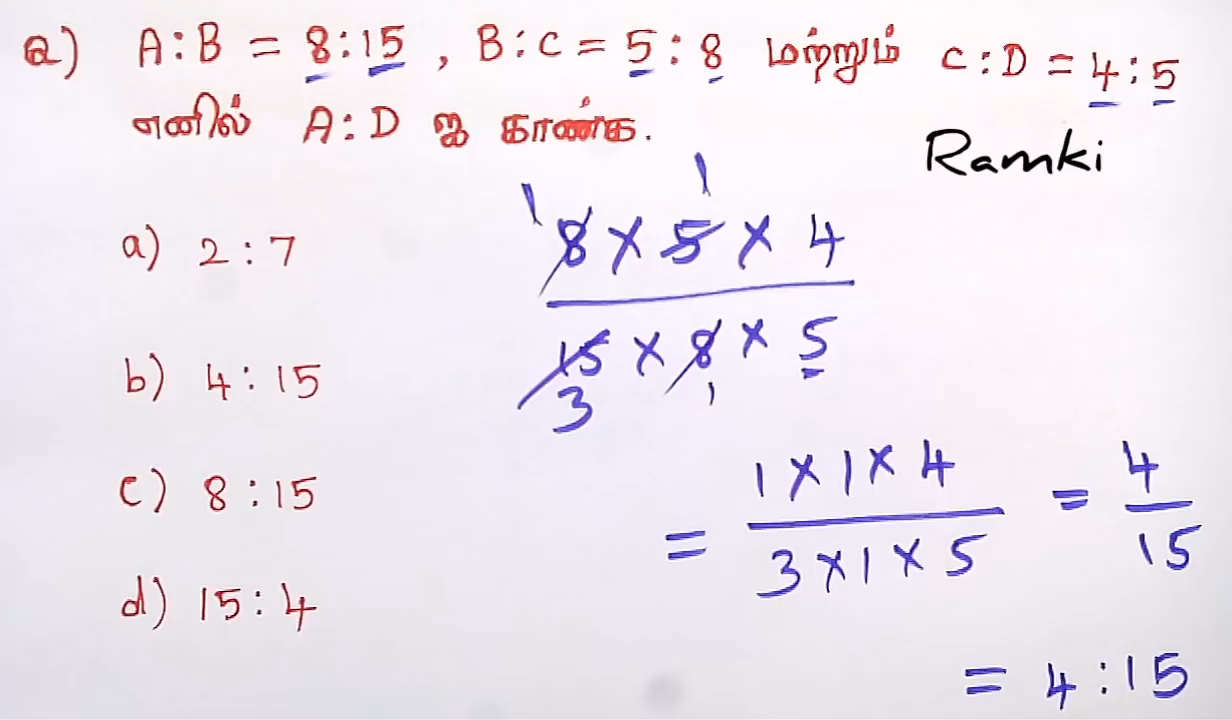 Q) A:B = 8:15, B:C = 5:8 மற்றும் C:D = 4:5
எனில் A:D ஐ காண்க.
Ramki
a) 2:7
b) 4:15
c) 8:15
d) 15:4
1 1
8 × 5 × 4
15 × 8 × 5
3 1
= 1 × 1 × 4 / 3 × 1 × 5 = 4 / 15
= 4:15